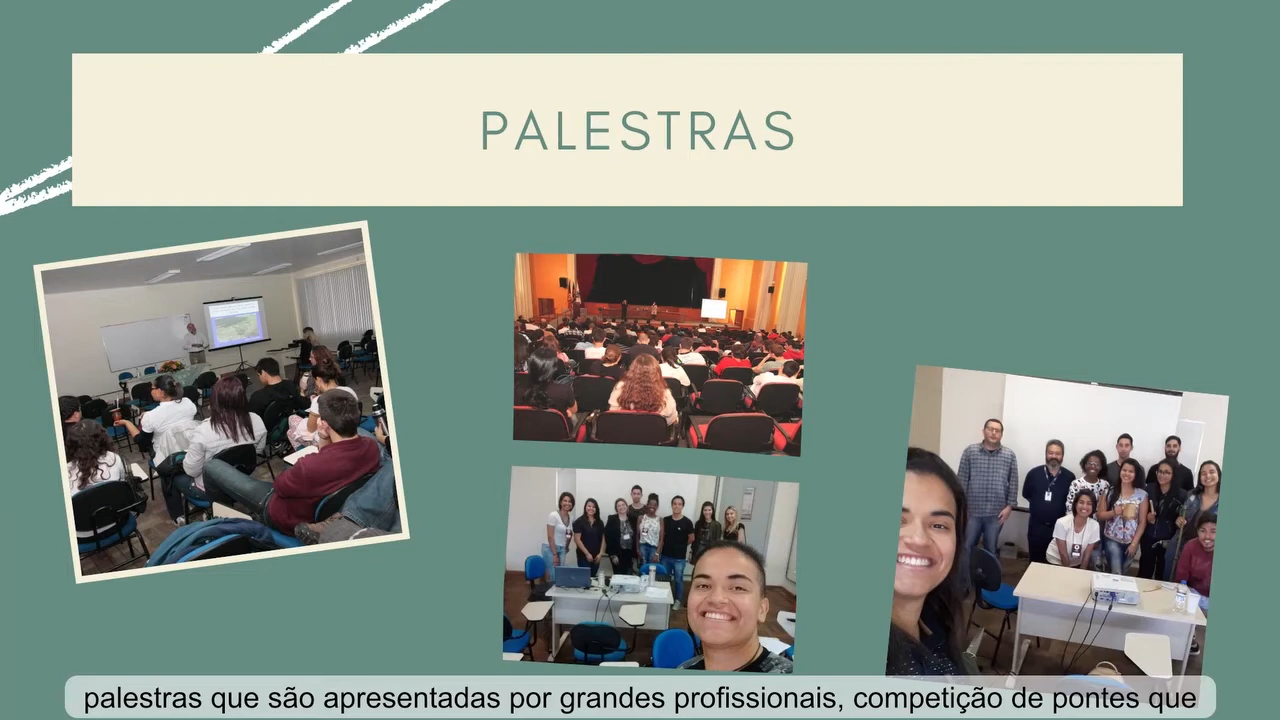 PALESTRAS
palestras que são apresentadas por grandes profissionais, competição de pontes que